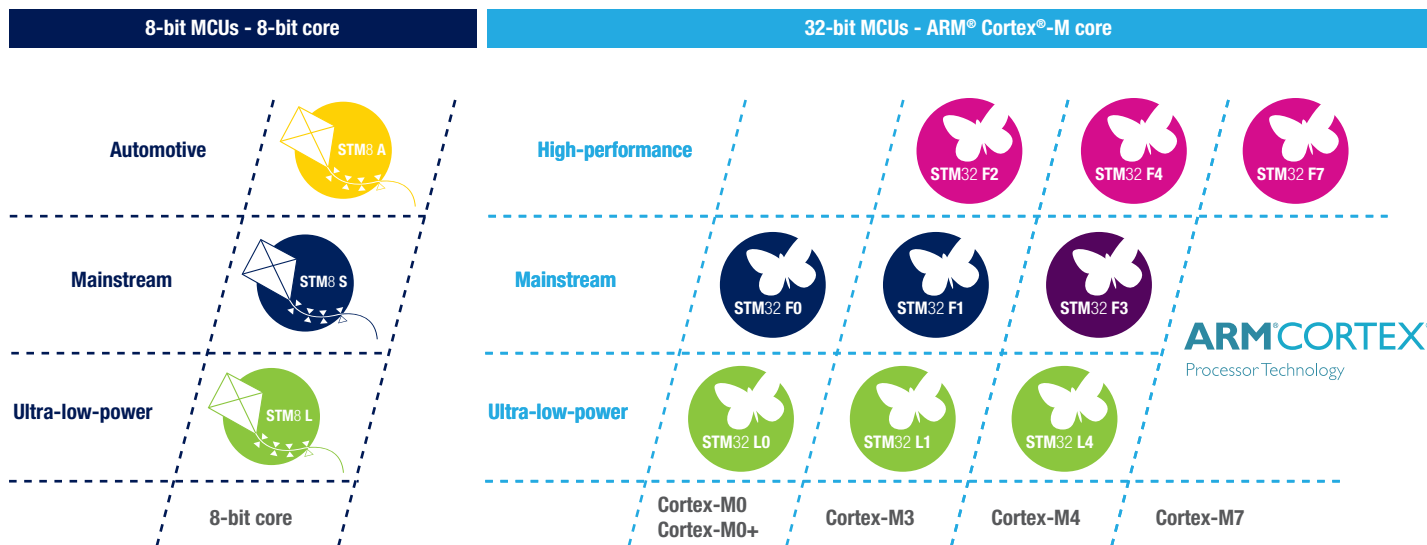 8-bit MCUs - 8-bit core
32-bit MCUs - ARM® Cortex®-M core
Automotive
STM8 A
High-performance
STM32 F2
STM32 F4
STM32 F7
Mainstream
STM8 S
Mainstream
STM32 F0
STM32 F1
STM32 F3
ARM®CORTEX®
Processor Technology
Ultra-low-power
STM8 L
Ultra-low-power
STM32 L0
STM32 L1
STM32 L4
8-bit core
Cortex-M0
Cortex-M0+
Cortex-M3
Cortex-M4
Cortex-M7